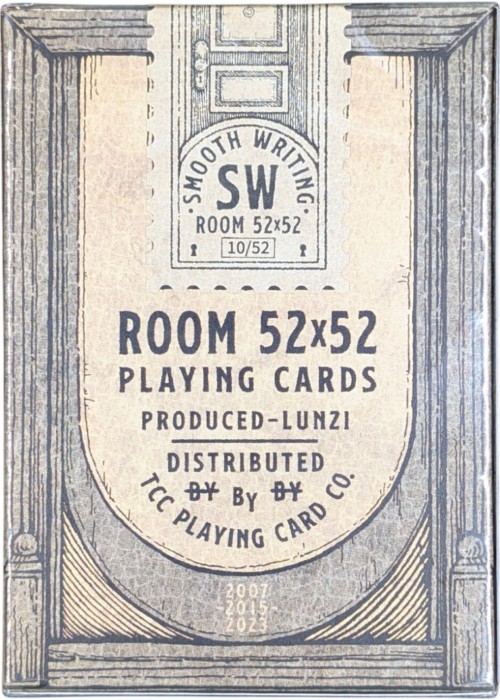 ·SMOOTH WRITING·
SW
ROOM 52x52
10/52
ROOM 52x52
PLAYING CARDS
PRODUCED-LUNZI
DISTRIBUTED
BY By BY
TCC PLAYING CARD CO.
2007
-2015-
2023